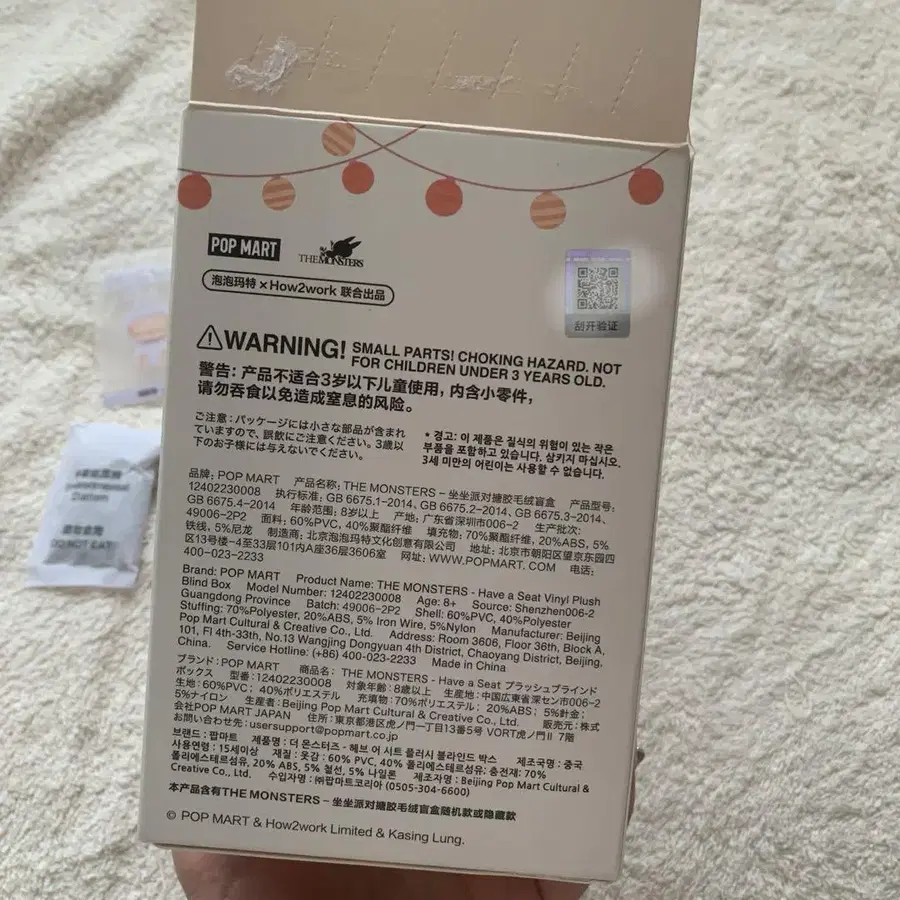 POP MART
THE MONSTERS
泡泡玛特 × How2work 联合出品
刮开验证
WARNING! SMALL PARTS! CHOKING HAZARD. NOT
FOR CHILDREN UNDER 3 YEARS OLD.
警告: 产品不适合3岁以下儿童使用，内含小零件，
请勿吞食以免造成窒息的风险。
ご注意：パッケージには小さな部品が含まれ
ていますので、誤飲にご注意ください。3歳以
下のお子様には与えないでください。
* 경고: 이 제품은 질식의 위험이 있는 작은
부품을 포함하고 있습니다. 삼키지 마십시오.
3세 미만의 어린이는 사용할 수 없습니다.
品牌: POP MART 产品名称: THE MONSTERS – 坐坐派对搪胶毛绒盲盒 产品型号:
12402230008 执行标准: GB 6675.1–2014、GB 6675.2–2014、GB 6675.3–2014、
GB 6675.4–2014 年龄范围: 8岁以上 产地: 广东省深圳市006–2 生产批次:
49006–2P2 面料: 60%PVC, 40%聚酯纤维 填充物: 70%聚酯纤维, 20%ABS, 5%
铁线, 5%尼龙 制造商: 北京泡泡玛特文化创意有限公司 地址: 北京市朝阳区望京东园四
区13号楼-4至33层101内A座36层3606室 网址: WWW.POPMART.COM 电话:
400-023-2233
Brand: POP MART Product Name: THE MONSTERS - Have a Seat Vinyl Plush
Blind Box Model Number: 12402230008 Age: 8+ Source: Shenzhen006-2
Guangdong Province Batch: 49006-2P2 Shell: 60%PVC, 40%Polyester
Stuffing: 70%Polyester, 20%ABS, 5% Iron Wire, 5%Nylon Manufacturer: Beijing
Pop Mart Cultural & Creative Co., Ltd. Address: Room 3606, Floor 36th, Block A,
101, Fl 4th-33th, No.13 Wangjing Dongyuan 4th District, Chaoyang District, Beijing,
China. Service Hotline: (+86) 400-023-2233 Made in China
ブランド: POP MART 商品名: THE MONSTERS - Have a Seat プラッシュブラインド
ボックス 型番: 12402230008 対象年齢: 8歳以上 生産地: 中国広東省深セン市006–2
生地: 60%PVC; 40%ポリエステル 充填物: 70%ポリエステル; 20%ABS; 5%針金;
5%ナイロン 生産者: Beijing Pop Mart Cultural & Creative Co., Ltd. 販売元: 株式
会社POP MART JAPAN 住所: 東京都港区虎ノ門一丁目13番5号 VORT虎ノ門II 7階
お問い合わせ先: usersupport@popmart.co.jp
브랜드 : 팝마트 제품명 : 더 몬스터즈 - 헤브 어 시트 플러시 블라인드 박스 제조국명 : 중국
사용연령 : 15세이상 재질 : 옷감 : 60% PVC, 40% 폴리에스테르섬유; 충전재: 70%
폴리에스테르섬유, 20% ABS, 5% 철선, 5% 나일론 제조자명 : Beijing Pop Mart Cultural &
Creative Co., Ltd. 수입자명 : ㈜팝마트코리아 (0505-304-6600)
本产品含有THE MONSTERS – 坐坐派对搪胶毛绒盲盒随机款或隐藏款
© POP MART & How2work Limited & Kasing Lung.
DO NOT EAT